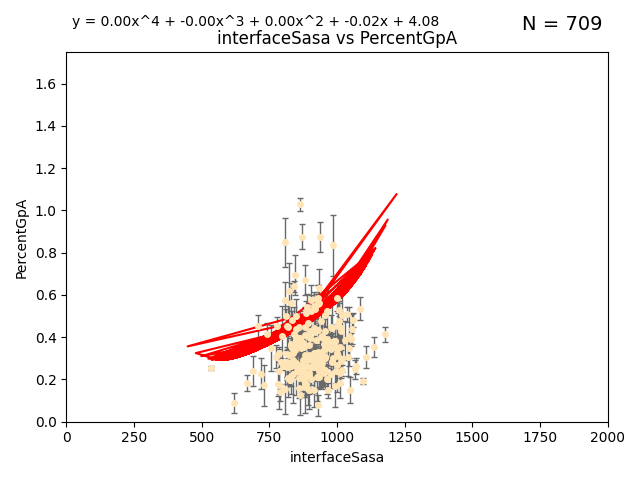 y = 0.00x^4 + -0.00x^3 + 0.00x^2 + -0.02x + 4.08
N = 709
interfaceSasa vs PercentGpA
1.6
1.4
1.2
1.0
0.8
0.6
0.4
0.2
0.0
PercentGpA
0 250 500 750 1000 1250 1500 1750 2000
interfaceSasa